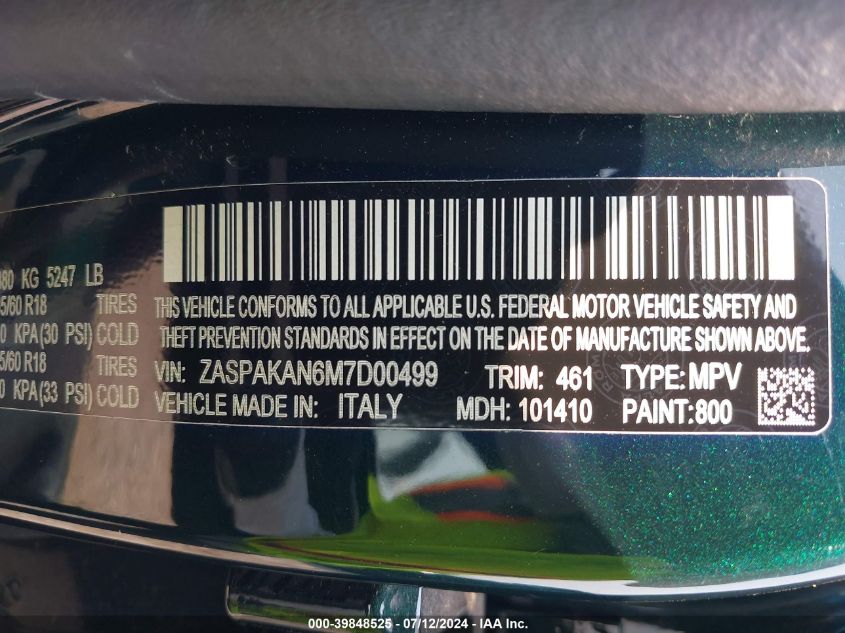 80 KG 5247 LB
5/60 R18 TIRES
0 KPA(30 PSI) COLD
5/60 R18 TIRES
0 KPA(33 PSI) COLD
THIS VEHICLE CONFORMS TO ALL APPLICABLE U.S. FEDERAL MOTOR VEHICLE SAFETY AND
THEFT PREVENTION STANDARDS IN EFFECT ON THE DATE OF MANUFACTURE SHOWN ABOVE.
VIN: ZASPAKAN6M7D00499 TRIM: 461 TYPE: MPV
VEHICLE MADE IN: ITALY MDH: 101410 PAINT:800
000-39848525 - 07/12/2024 - IAA Inc.